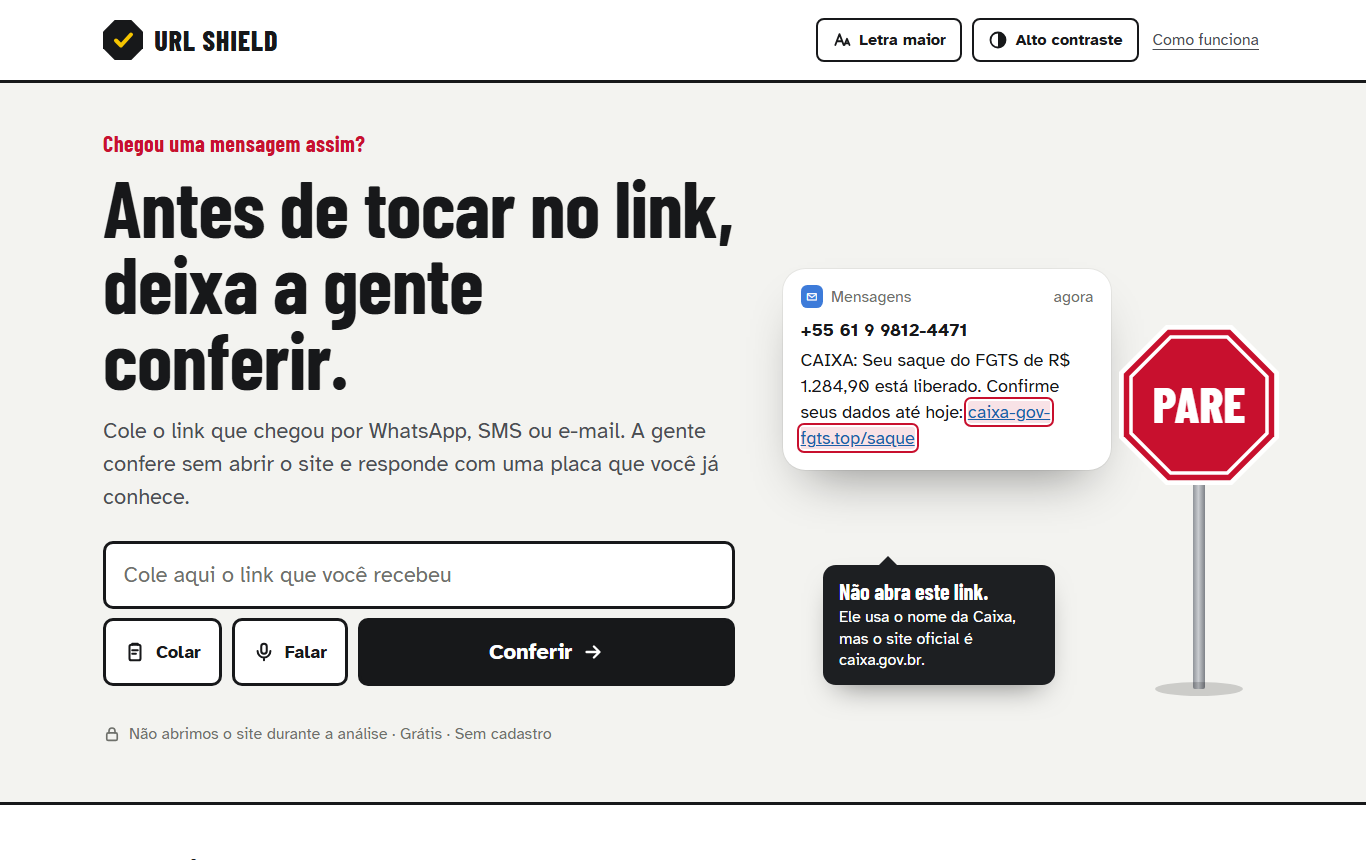 URL SHIELD
Letra maior
Alto contraste
Como funciona
Chegou uma mensagem assim?
Antes de tocar no link,
deixa a gente
conferir.
Cole o link que chegou por WhatsApp, SMS ou e-mail. A gente
confere sem abrir o site e responde com uma placa que você já
conhece.
Cole aqui o link que você recebeu
Colar
Falar
Conferir →
Não abrimos o site durante a análise · Grátis · Sem cadastro
Mensagens
agora
+55 61 9 9812-4471
CAIXA: Seu saque do FGTS de R$
1.284,90 está liberado. Confirme
seus dados até hoje: caixa-gov-
fgts.top/saque
PARE
Não abra este link.
Ele usa o nome da Caixa,
mas o site oficial é
caixa.gov.br.